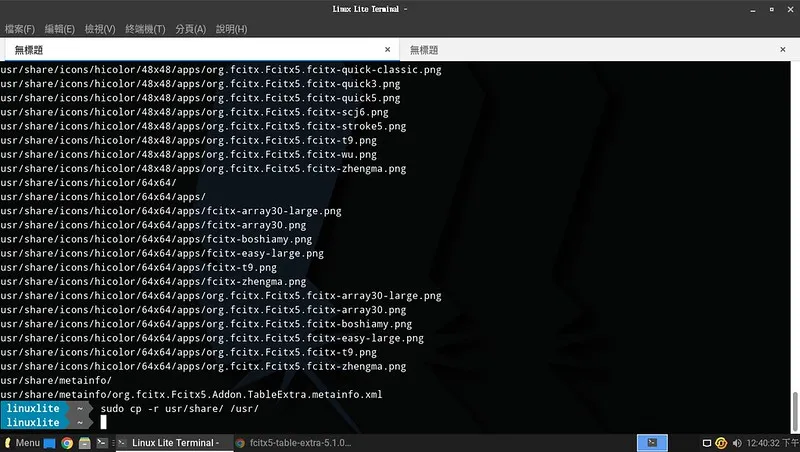 Linux Lite Terminal -
檔案(F) 編輯(E) 檢視(V) 終端機(T) 分頁(A) 說明(H)
無標題 × 無標題 ×
usr/share/icons/hicolor/48x48/apps/org.fcitx.Fcitx5.fcitx-quick-classic.png
usr/share/icons/hicolor/48x48/apps/org.fcitx.Fcitx5.fcitx-quick3.png
usr/share/icons/hicolor/48x48/apps/org.fcitx.Fcitx5.fcitx-quick5.png
usr/share/icons/hicolor/48x48/apps/org.fcitx.Fcitx5.fcitx-scj6.png
usr/share/icons/hicolor/48x48/apps/org.fcitx.Fcitx5.fcitx-stroke5.png
usr/share/icons/hicolor/48x48/apps/org.fcitx.Fcitx5.fcitx-t9.png
usr/share/icons/hicolor/48x48/apps/org.fcitx.Fcitx5.fcitx-wu.png
usr/share/icons/hicolor/48x48/apps/org.fcitx.Fcitx5.fcitx-zhengma.png
usr/share/icons/hicolor/64x64/
usr/share/icons/hicolor/64x64/apps/
usr/share/icons/hicolor/64x64/apps/fcitx-array30-large.png
usr/share/icons/hicolor/64x64/apps/fcitx-array30.png
usr/share/icons/hicolor/64x64/apps/fcitx-boshiamy.png
usr/share/icons/hicolor/64x64/apps/fcitx-easy-large.png
usr/share/icons/hicolor/64x64/apps/fcitx-t9.png
usr/share/icons/hicolor/64x64/apps/fcitx-zhengma.png
usr/share/icons/hicolor/64x64/apps/org.fcitx.Fcitx5.fcitx-array30-large.png
usr/share/icons/hicolor/64x64/apps/org.fcitx.Fcitx5.fcitx-array30.png
usr/share/icons/hicolor/64x64/apps/org.fcitx.Fcitx5.fcitx-boshiamy.png
usr/share/icons/hicolor/64x64/apps/org.fcitx.Fcitx5.fcitx-easy-large.png
usr/share/icons/hicolor/64x64/apps/org.fcitx.Fcitx5.fcitx-t9.png
usr/share/icons/hicolor/64x64/apps/org.fcitx.Fcitx5.fcitx-zhengma.png
usr/share/metainfo/
usr/share/metainfo/org.fcitx.Fcitx5.Addon.TableExtra.metainfo.xml
linuxlite ~ sudo cp -r usr/share/ /usr/
linuxlite ~
Menu Linux Lite Terminal - fcitx5-table-extra-5.1.0... 12:40:32 下午